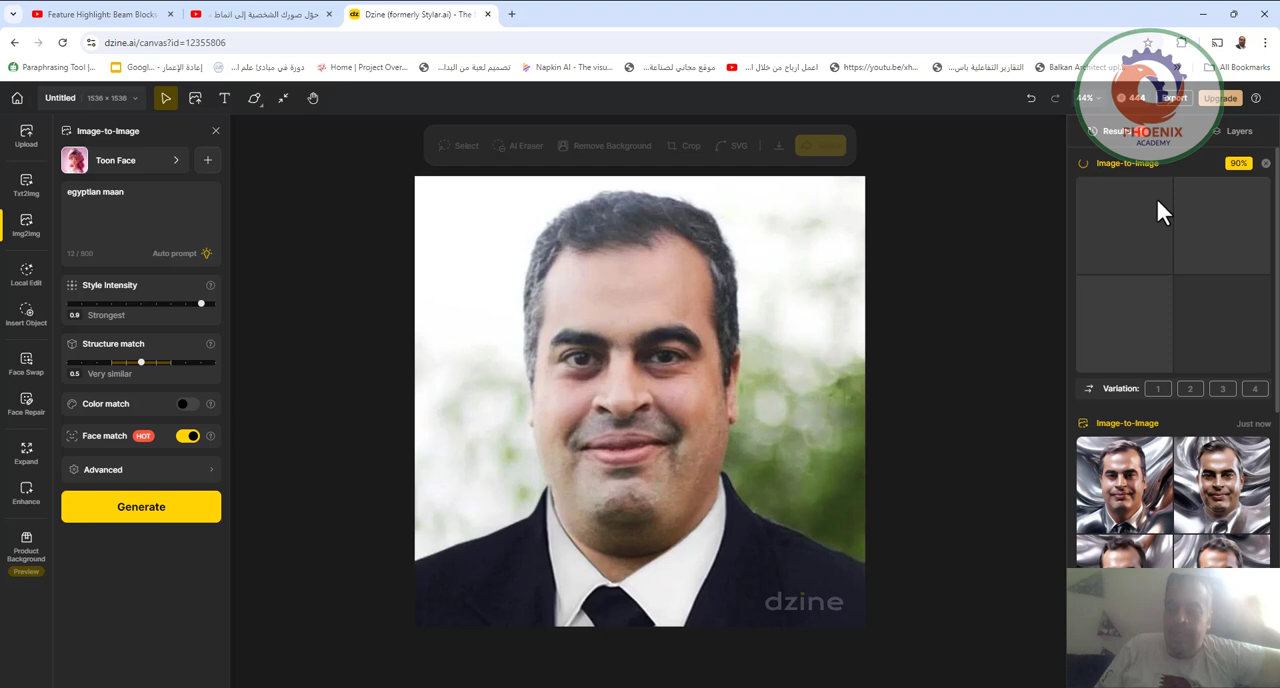 Feature Highlight: Beam Blocks
حوّل صورك الشخصية إلى انماط
Dzine (formerly Stylar.ai) - The
dzine.ai/canvas?id=12355806
Paraphrasing Tool |...
Googl...
إعادة الإعمار
دورة في مبادئ علم ا...
Home | Project Over...
تصميم لعبة من البدا...
Napkin AI - The visu...
موقع مجاني لصناعة...
اعمل ارباح من خلال ا...
https://youtu.be/xh...
التقارير التفاعلية باس...
Balkan Architect upl
All Bookmarks
Untitled
1536 × 1536
44%
444
Export
Upgrade
Upload
Txt2Img
Img2Img
Local Edit
Insert Object
Face Swap
Face Repair
Expand
Enhance
Product
Background
Preview
Image-to-Image
Toon Face
egyptian maan
12 / 800
Auto prompt
Style Intensity
0.9 Strongest
Structure match
0.5 Very similar
Color match
Face match HOT
Advanced
Generate
Select
AI Eraser
Remove Background
Crop
SVG
dzine
Results
Layers
PHOENIX
ACADEMY
Image-to-Image
90%
Variation: 1 2 3 4
Image-to-Image
Just now